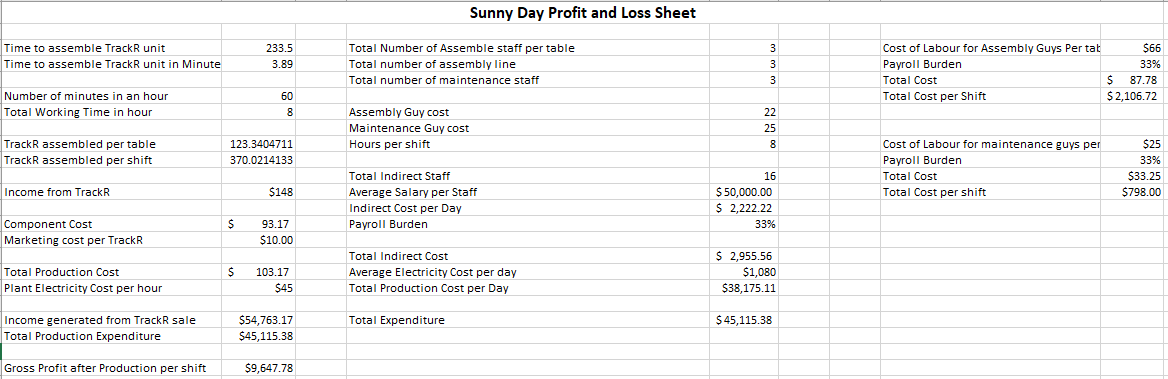 Sunny Day Profit and Loss Sheet
Time to assemble TrackR unit 233.5 Total Number of Assemble staff per table 3 Cost of Labour for Assembly Guys Per tab $66
Time to assemble TrackR unit in Minute 3.89 Total number of assembly line 3 Payroll Burden 33%
Total number of maintenance staff 3 Total Cost $ 87.78
Number of minutes in an hour 60 Total Cost per Shift $ 2,106.72
Total Working Time in hour 8 Assembly Guy cost 22
Maintenance Guy cost 25
TrackR assembled per table 123.3404711 Hours per shift 8 Cost of Labour for maintenance guys per $25
TrackR assembled per shift 370.0214133 Payroll Burden 33%
Total Indirect Staff 16 Total Cost $33.25
Income from TrackR $148 Average Salary per Staff $ 50,000.00 Total Cost per shift $798.00
Indirect Cost per Day $ 2,222.22
Component Cost $ 93.17 Payroll Burden 33%
Marketing cost per TrackR $10.00
Total Indirect Cost $ 2,955.56
Total Production Cost $ 103.17 Average Electricity Cost per day $1,080
Plant Electricity Cost per hour $45 Total Production Cost per Day $38,175.11
Income generated from TrackR sale $54,763.17 Total Expenditure $ 45,115.38
Total Production Expenditure $45,115.38
Gross Profit after Production per shift $9,647.78